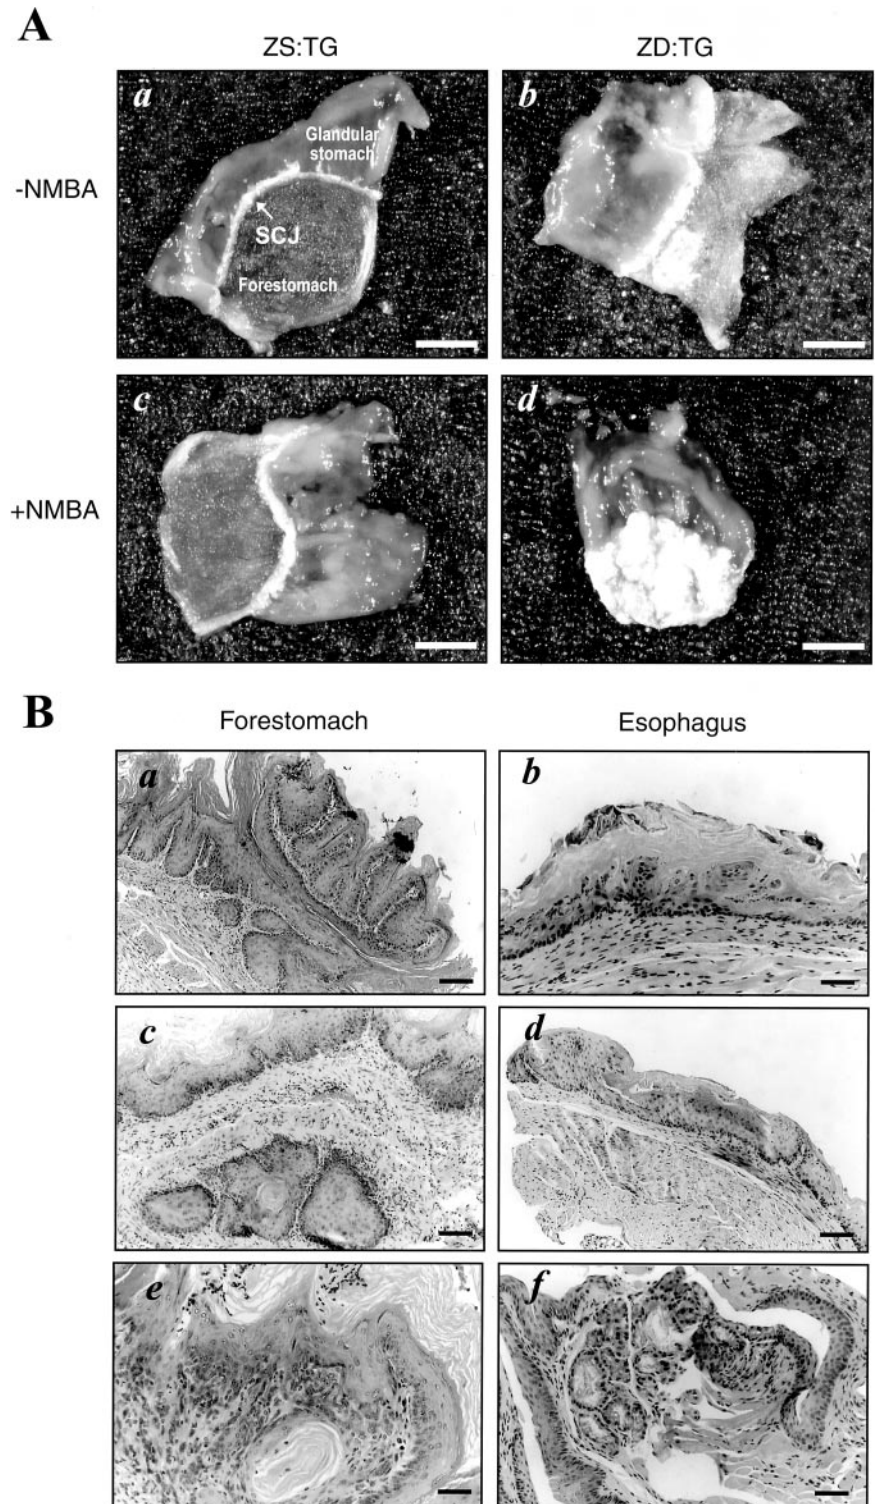 A
ZS:TG
ZD:TG
-NMBA
a
Glandular
stomach
SCJ
Forestomach
b
+NMBA
c
d
B
Forestomach
Esophagus
a
b
c
d
e
f